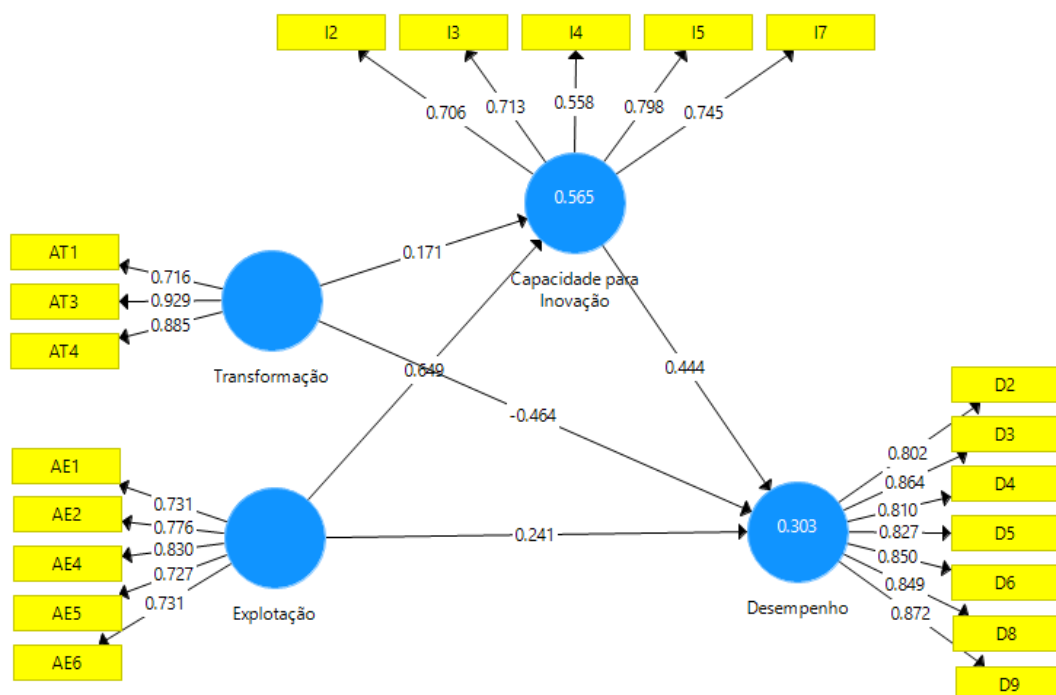 I2
I3
I4
I5
I7
0.706
0.713
0.558
0.798
0.745
0.565
Capacidade para
Inovação
AT1
AT3
AT4
0.716
0.929
0.885
Transformação
0.171
0.649
-0.464
0.444
AE1
AE2
AE4
AE5
AE6
0.731
0.776
0.830
0.727
0.731
Explotação
0.241
0.303
Desempenho
0.802
0.864
0.810
0.827
0.850
0.849
0.872
D2
D3
D4
D5
D6
D8
D9